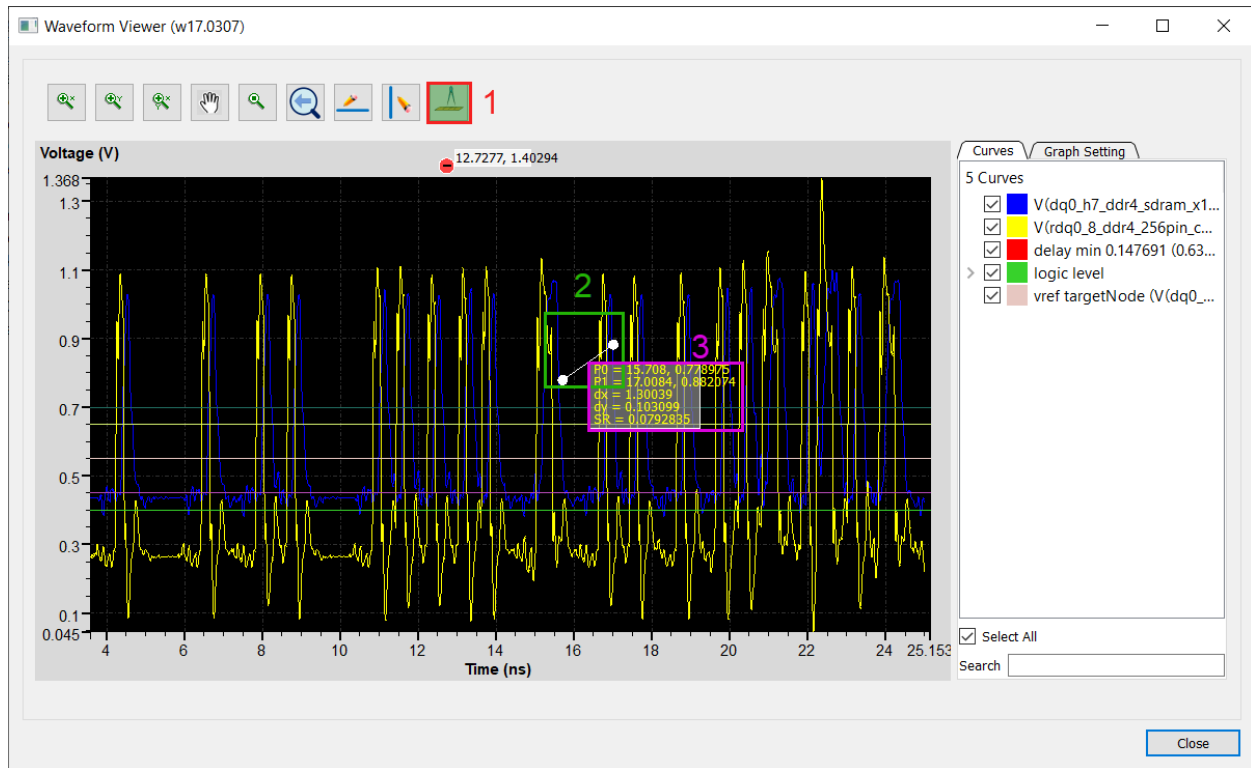 Waveform Viewer (w17.0307)
1
Voltage (V)
12.7277, 1.40294
1.368
1.3
1.1
0.9
0.7
0.5
0.3
0.1
0.045
2
3
P0 = 15.708, 0.778975
P1 = 17.0084, 0.882074
dx = 1.30039
dy = 0.103099
SR = 0.0792835
4 6 8 10 12 14 16 18 20 22 24 25.153
Time (ns)
Curves Graph Setting
5 Curves
V(dq0_h7_ddr4_sdram_x1...
V(rdq0_8_ddr4_256pin_c...
delay min 0.147691 (0.63...
logic level
vref targetNode (V(dq0_...
Select All
Search
Close